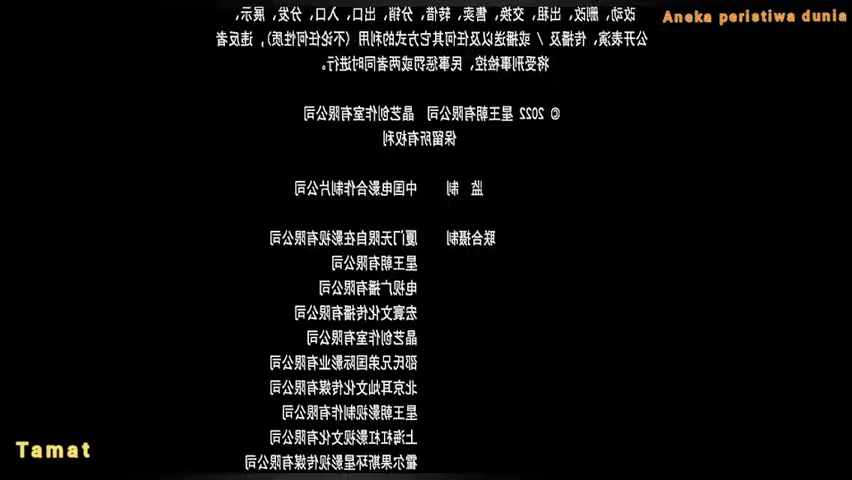 Aneka peristiwa dunia
改动、删改、出租、交换、售卖、转借、分销、出口、入口、分发、展示、
公开表演、传播及 / 或播送以及任何其它方式的利用(不论任何性质)，违反者
将受刑事检控、民事惩罚或两者同时进行。
© 2022 星王朝有限公司 晶艺创作室有限公司
保留所有权利
监 制 中国电影合作制片公司
联合摄制 厦门无限自在影视有限公司
星王朝有限公司
电视广播有限公司
宏寰文化传播有限公司
晶艺创作室有限公司
邵氏兄弟国际影业有限公司
北京耳灿文化传媒有限公司
星王朝影视制作有限公司
上海杠杠影视文化有限公司
霍尔果斯环星影视传媒有限公司
Tamat